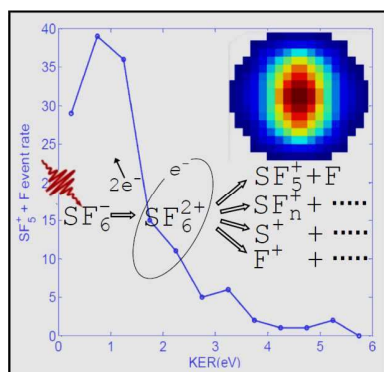 SF₅⁺ + F event rate
40
35
30
25
20
15
10
5
0
0 1 2 3 4 5 6
KER(eV)
2e⁻
e⁻
SF₆⁻ ⇒ SF₆²⁺
SF₅⁺+F
SFₙ⁺ + ·····
S⁺ + ·····
F⁺ + ·····